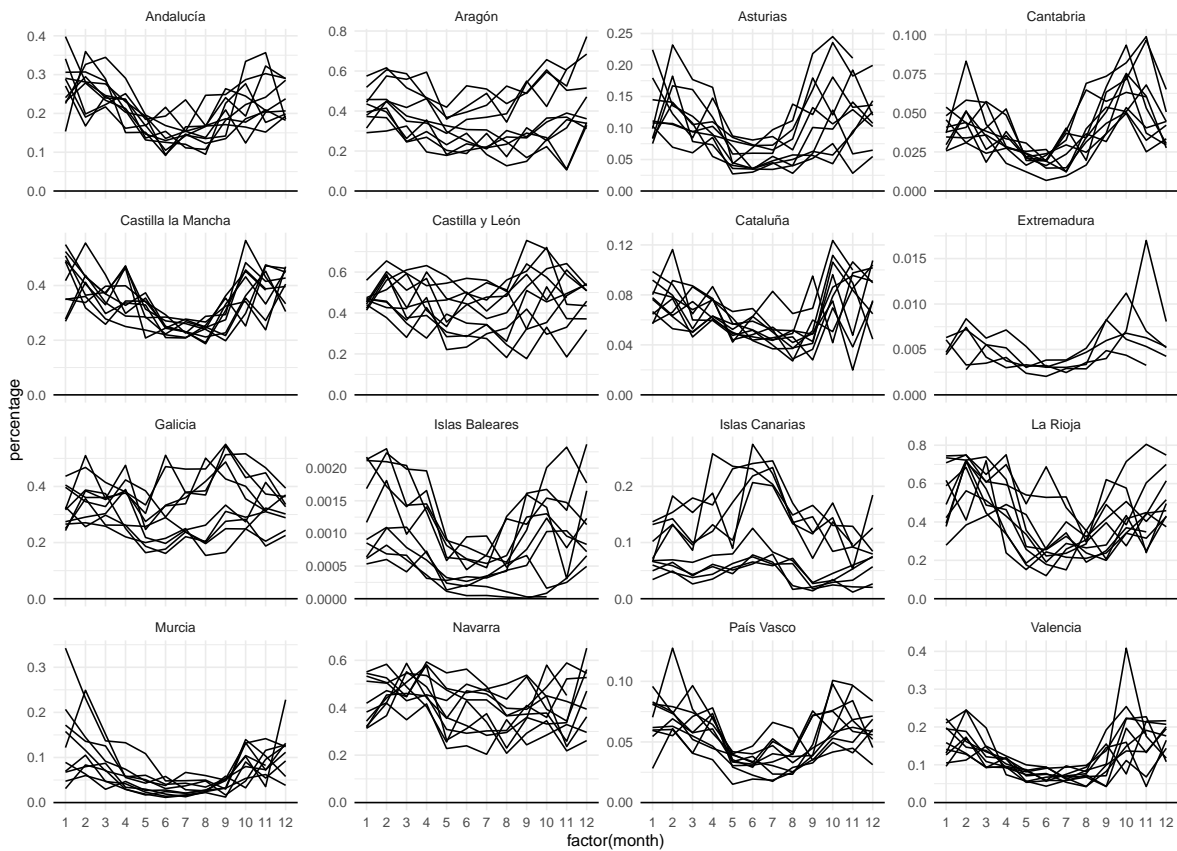 Andalucía Aragón Asturias Cantabria
0.4 0.8 0.25 0.100
0.3 0.6 0.20 0.075
0.2 0.4 0.15 0.050
0.1 0.2 0.10 0.025
0.0 0.0 0.05 0.000
0.00
Castilla la Mancha Castilla y León Cataluña Extremadura
0.4 0.6 0.12 0.015
0.2 0.4 0.08 0.010
0.0 0.2 0.04 0.005
0.0 0.00 0.000
percentage
Galicia Islas Baleares Islas Canarias La Rioja
0.4 0.0020 0.2 0.8
0.2 0.0015 0.1 0.6
0.0 0.0010 0.0 0.4
0.0005 0.2
0.0000 0.0
Murcia Navarra País Vasco Valencia
0.3 0.6 0.10 0.4
0.2 0.4 0.05 0.3
0.1 0.2 0.00 0.2
0.0 0.0 0.1
0.0
1 2 3 4 5 6 7 8 9 10 11 12 1 2 3 4 5 6 7 8 9 10 11 12 1 2 3 4 5 6 7 8 9 10 11 12 1 2 3 4 5 6 7 8 9 10 11 12
factor(month)